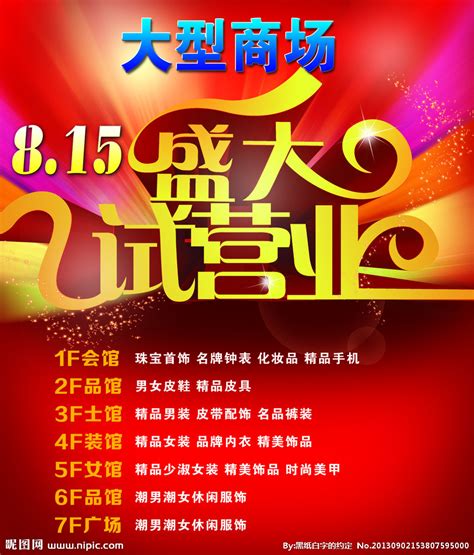 大型商场
8.15 盛大
试营业
1F会馆 珠宝首饰 名牌钟表 化妆品 精品手机
2F品馆 男女皮鞋 精品皮具
3F士馆 精品男装 皮带配饰 名品裤装
4F装馆 精品女装 品牌内衣 精美饰品
5F女馆 精品少淑女装 精美饰品 时尚美甲
6F品馆 潮男潮女休闲服饰
7F广场 潮男潮女休闲服饰
昵图网 www.nipic.com
By:黑纸白字的约定 No.20130902153807595000